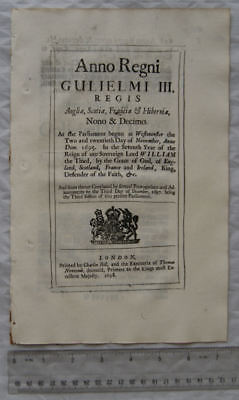 Anno Regni
GULIELMI III.
REGIS
Angliæ, Scotiæ, Franciæ & Hiberniæ,
Nono & Decimo.
At the Parliament begun at Westminster the
Two and twentieth Day of November, Anno
Dom. 1695. In the Seventh Year of the
Reign of our Sovereign Lord WILLIAM
the Third, by the Grace of God, of Eng-
land, Scotland, France and Ireland, King,
Defender of the Faith, &c.
And from thence Continued by several Prorogations and Ad-
journments to the Third Day of December, 1697. being
the Third Session of this present Parliament.
LONDON,
Printed by Charles Bill, and the Executrix of Thomas
Newcomb, deceas'd, Printers to the Kings most Ex-
cellent Majesty. 1698.